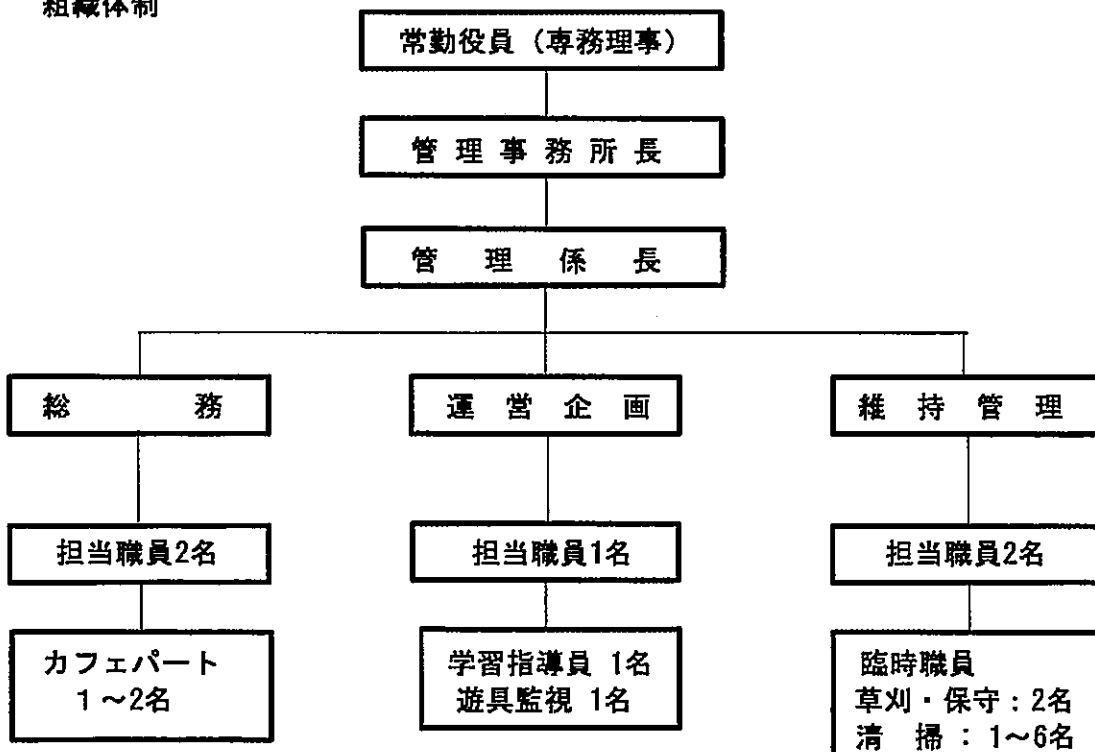 組織体制
常勤役員（専務理事）
管理事務所長
管理係長
総務
運営企画
維持管理
担当職員2名
担当職員1名
担当職員2名
カフェパート
1～2名
学習指導員 1名
遊具監視 1名
臨時職員
草刈・保守：2名
清　掃：1～6名